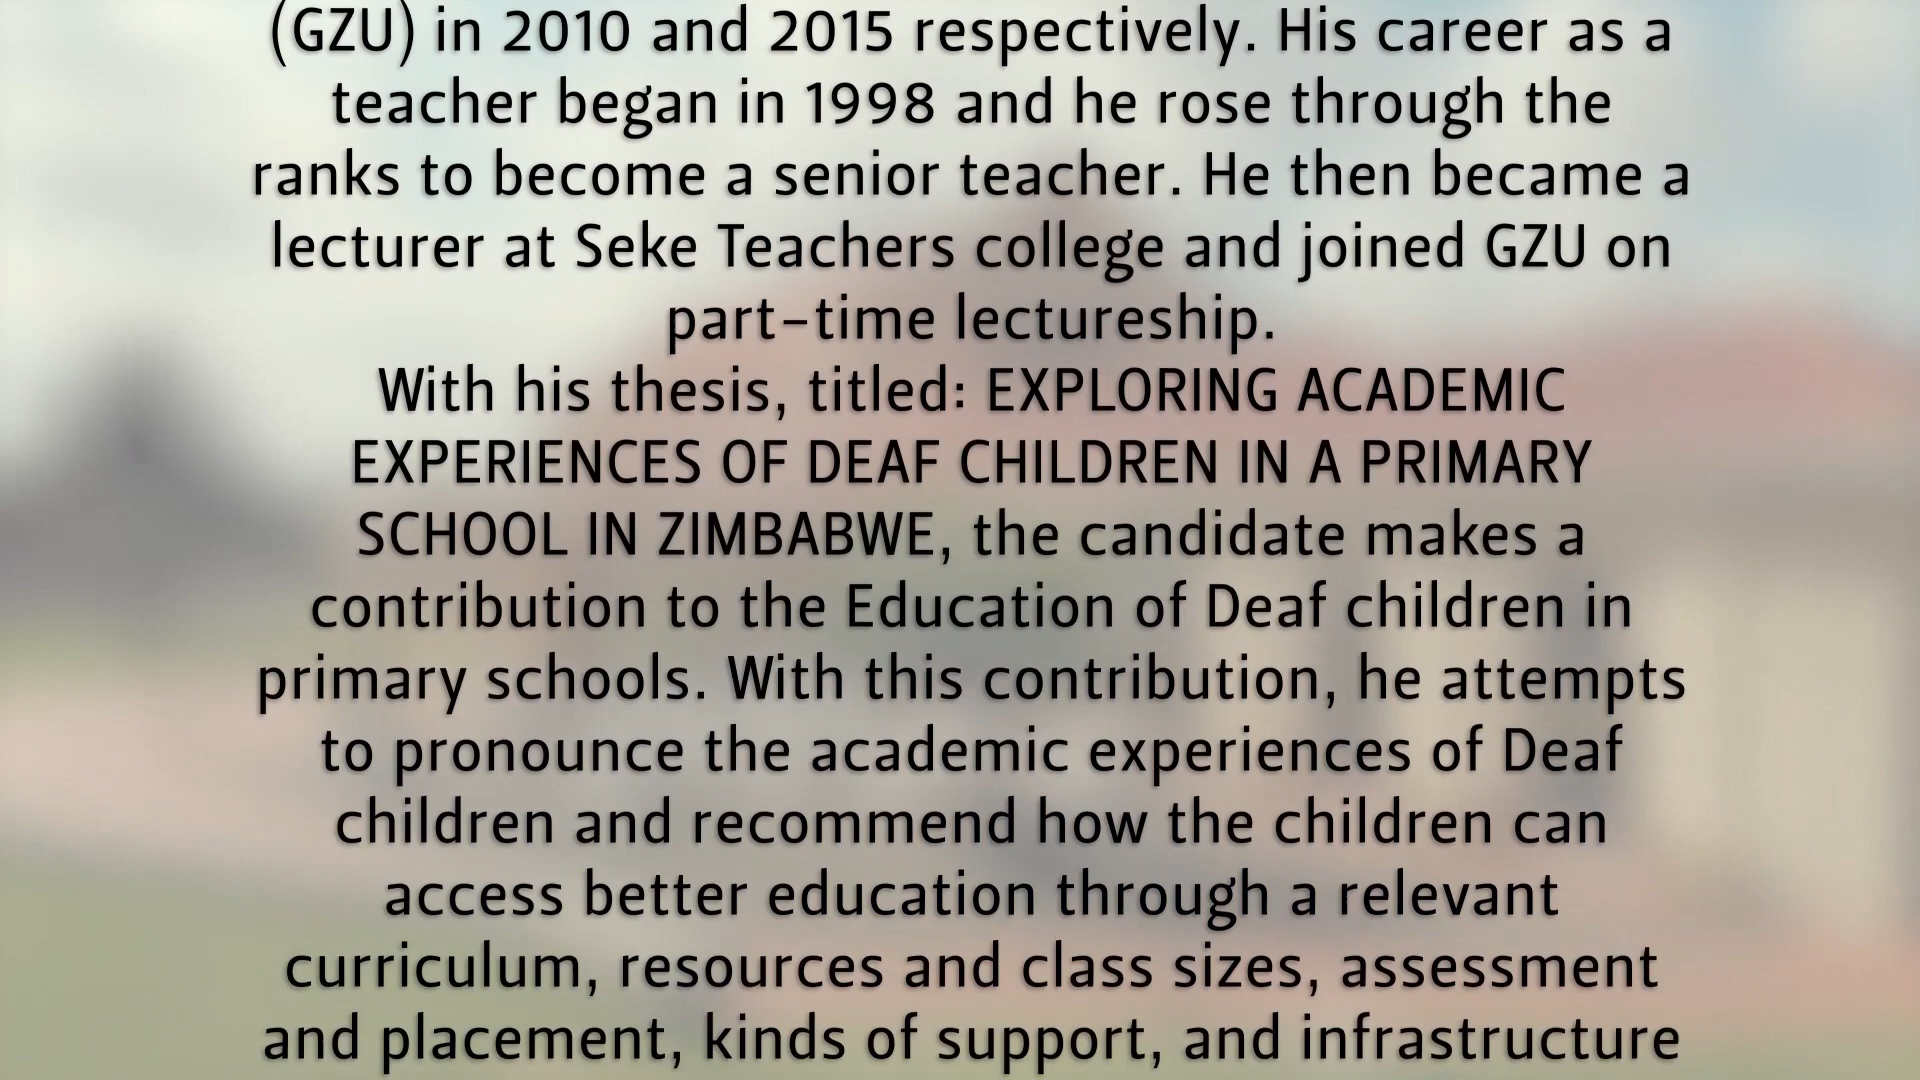 (GZU) in 2010 and 2015 respectively. His career as a
teacher began in 1998 and he rose through the
ranks to become a senior teacher. He then became a
lecturer at Seke Teachers college and joined GZU on
part–time lectureship.
With his thesis, titled: EXPLORING ACADEMIC
EXPERIENCES OF DEAF CHILDREN IN A PRIMARY
SCHOOL IN ZIMBABWE, the candidate makes a
contribution to the Education of Deaf children in
primary schools. With this contribution, he attempts
to pronounce the academic experiences of Deaf
children and recommend how the children can
access better education through a relevant
curriculum, resources and class sizes, assessment
and placement, kinds of support, and infrastructure